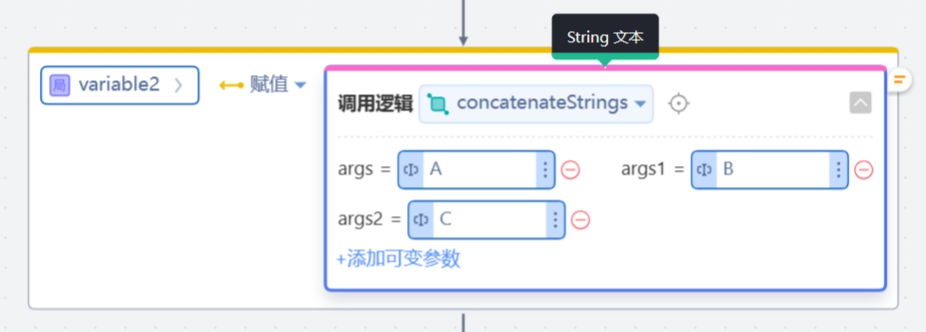 String 文本
局 variable2 赋值
调用逻辑 concatenateStrings
args = A args1 = B
args2 = C
+添加可变参数